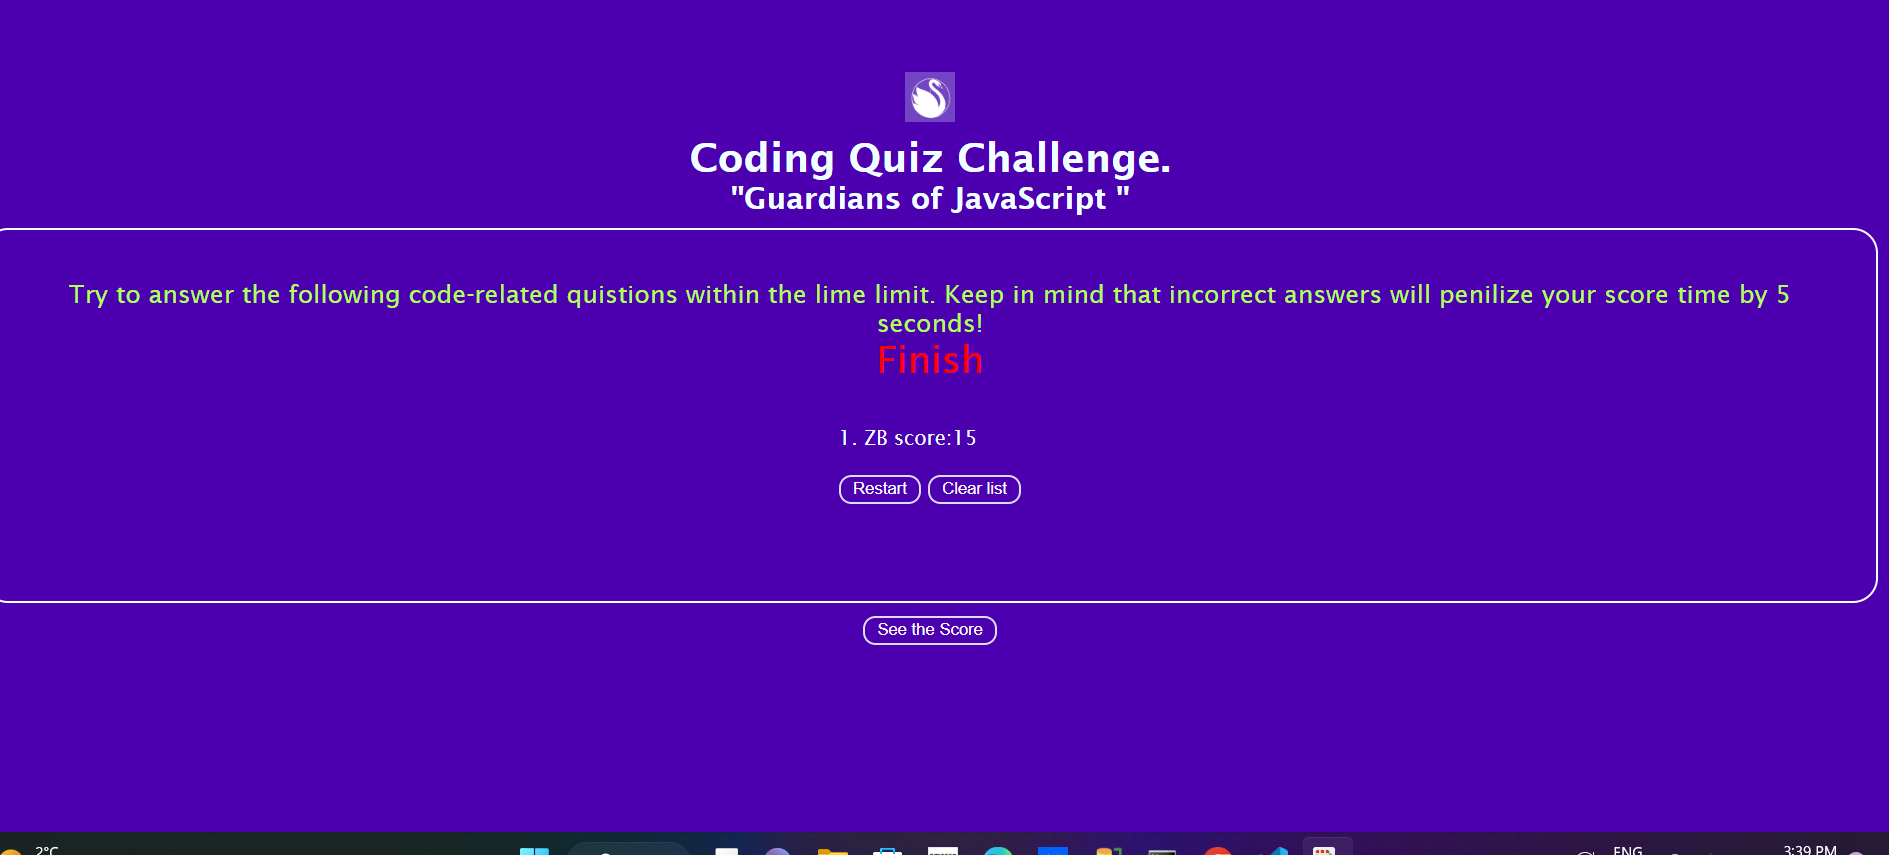 Coding Quiz Challenge.
"Guardians of JavaScript "
Try to answer the following code-related quistions within the lime limit. Keep in mind that incorrect answers will penilize your score time by 5
seconds!
Finish
1. ZB score:15
Restart Clear list
See the Score
2°C
ENG
3:39 PM